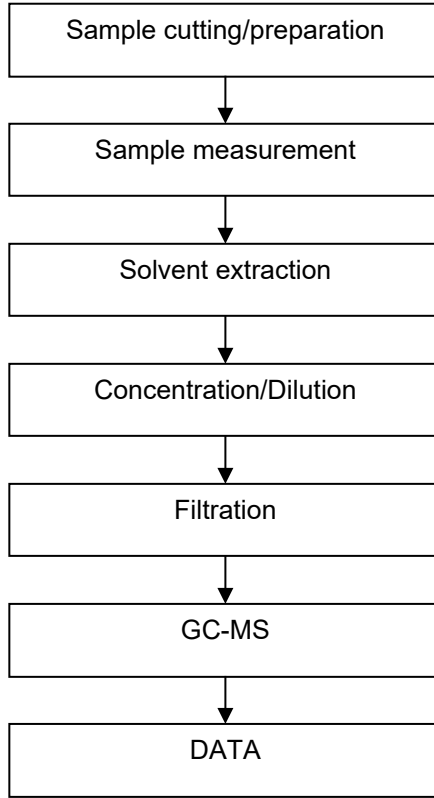 Sample cutting/preparation
Sample measurement
Solvent extraction
Concentration/Dilution
Filtration
GC-MS
DATA